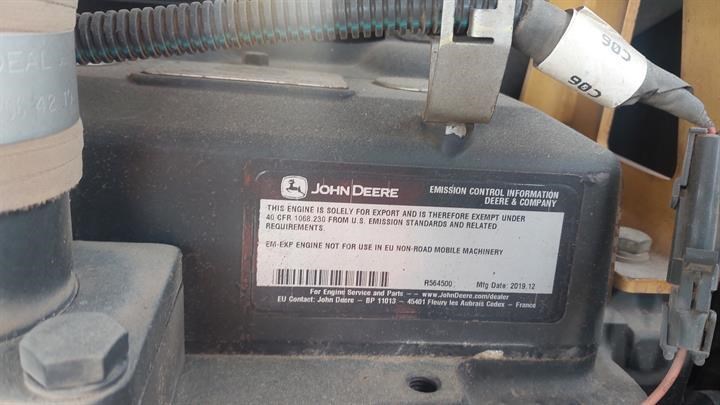 DEAL
C06
C06
JOHN DEERE
EMISSION CONTROL INFORMATION
DEERE & COMPANY
THIS ENGINE IS SOLELY FOR EXPORT AND IS THEREFORE EXEMPT UNDER
40 CFR 1068.230 FROM U.S. EMISSION STANDARDS AND RELATED
REQUIREMENTS.
EM-EXP ENGINE NOT FOR USE IN EU NON-ROAD MOBILE MACHINERY
R564500 Mfg Date: 2019.12
For Engine Service and Parts -- www.JohnDeere.com/dealer
EU Contact: John Deere - BP 11013 - 45401 Fleury les Aubrais Cedex - France